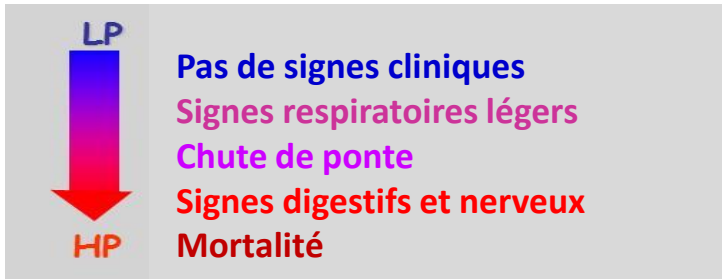 LP
Pas de signes cliniques
Signes respiratoires légers
Chute de ponte
Signes digestifs et nerveux
HP
Mortalité